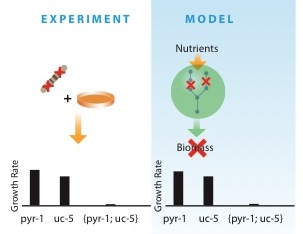 EXPERIMENT
MODEL
Nutrients
+
Biomass
Growth Rate
pyr-1 uc-5 {pyr-1; uc-5}
Growth Rate
pyr-1 uc-5 {pyr-1; uc-5}